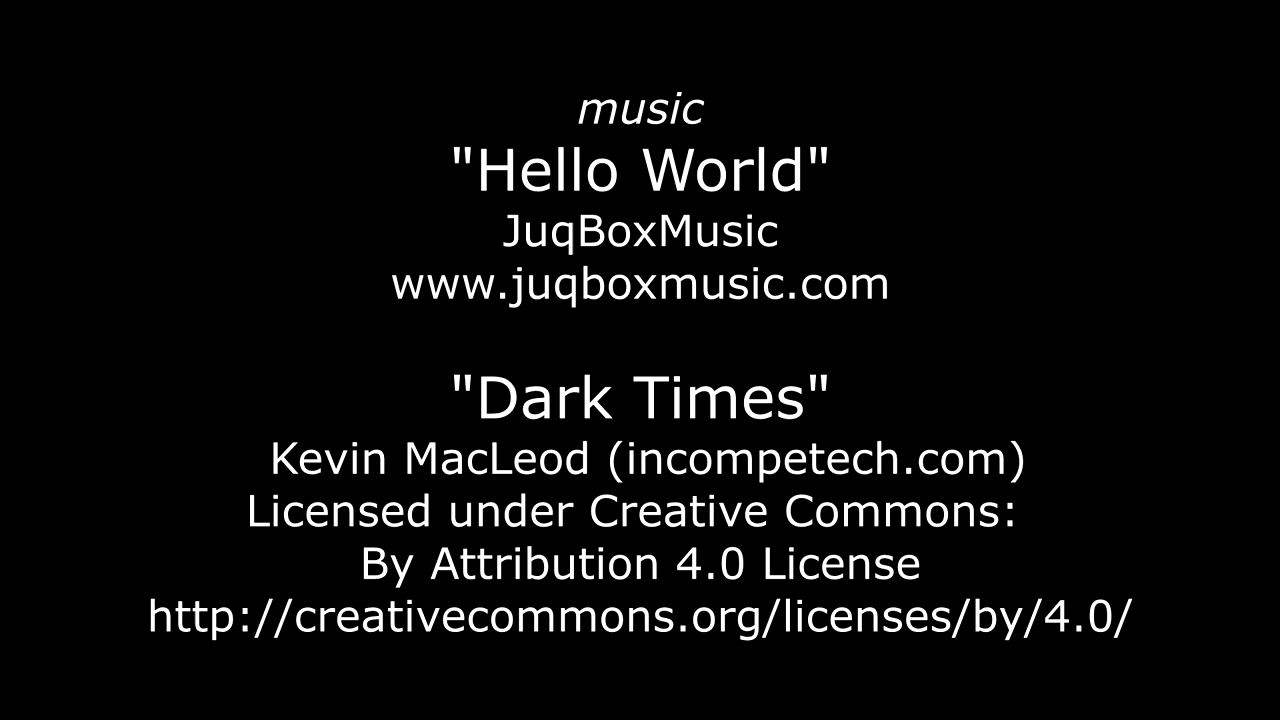 music
"Hello World"
JuqBoxMusic
www.juqboxmusic.com
"Dark Times"
Kevin MacLeod (incompetech.com)
Licensed under Creative Commons:
By Attribution 4.0 License
http://creativecommons.org/licenses/by/4.0/